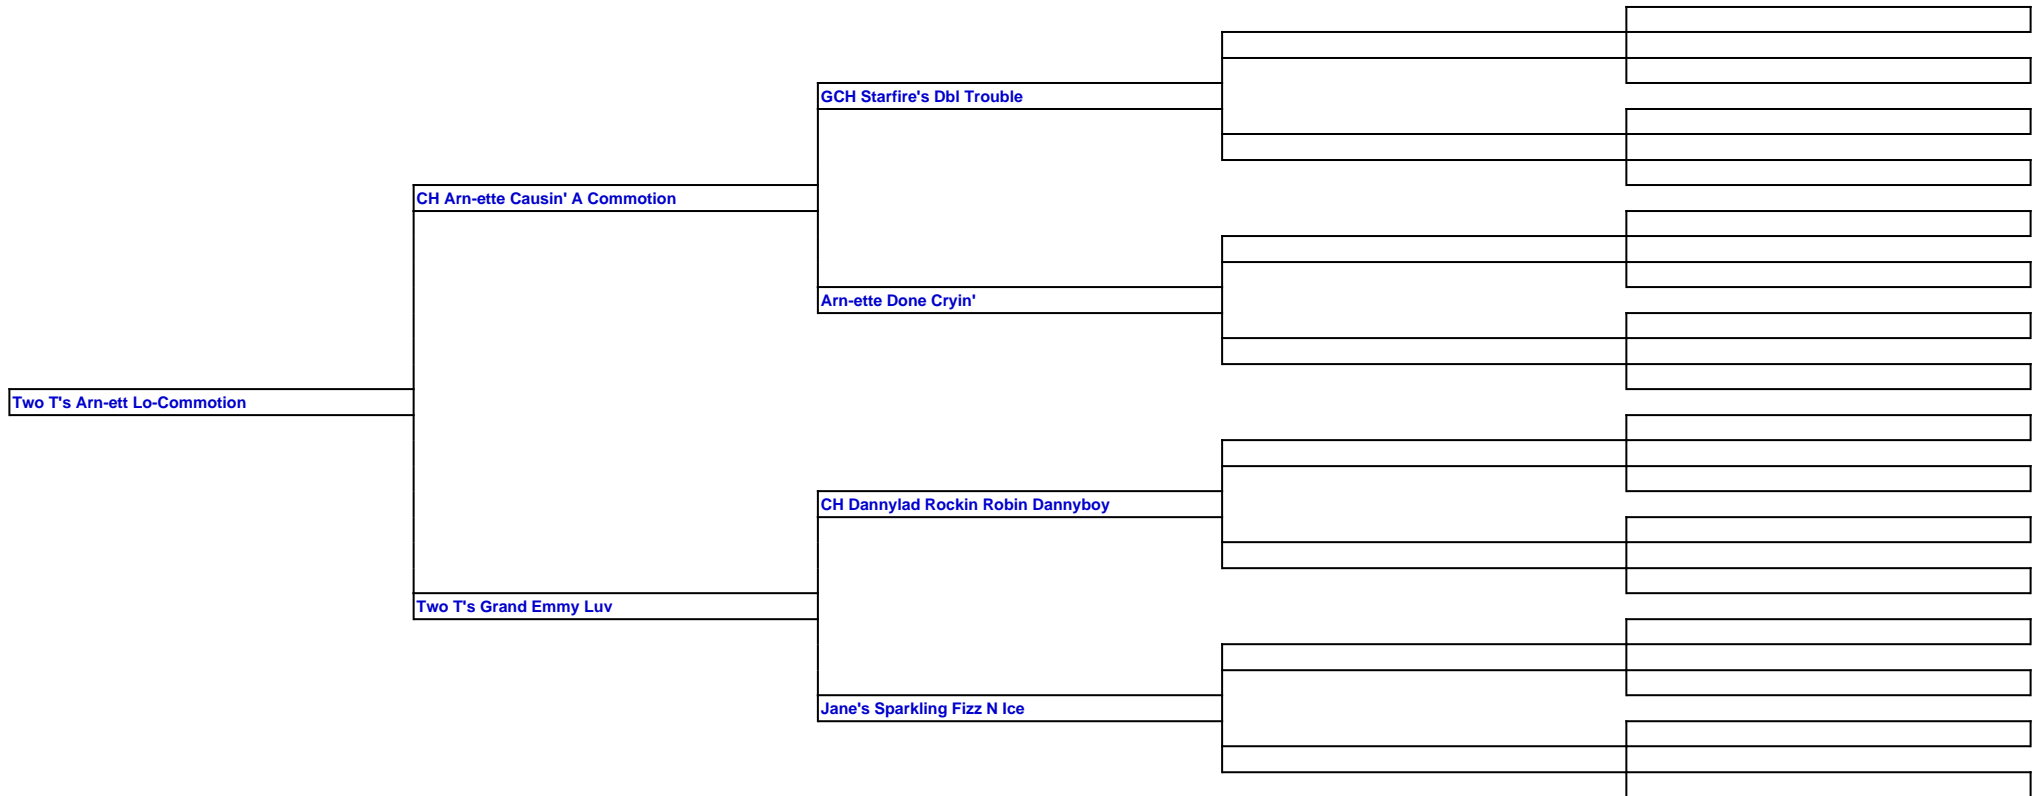 GCH Starfire's Dbl Trouble
CH Arn-ette Causin' A Commotion
Arn-ette Done Cryin'
Two T's Arn-ett Lo-Commotion
CH Dannylad Rockin Robin Dannyboy
Two T's Grand Emmy Luv
Jane's Sparkling Fizz N Ice